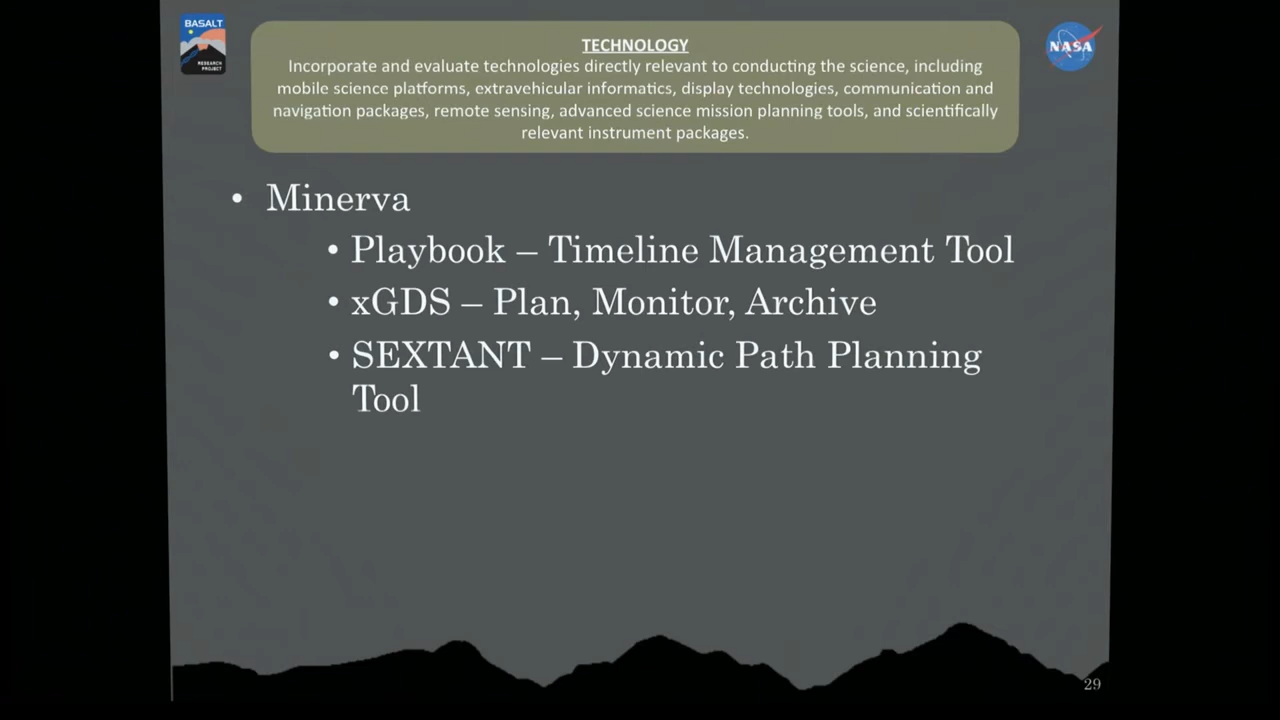 BASALT
RESEARCH
PROJECT
TECHNOLOGY
Incorporate and evaluate technologies directly relevant to conducting the science, including
mobile science platforms, extravehicular informatics, display technologies, communication and
navigation packages, remote sensing, advanced science mission planning tools, and scientifically
relevant instrument packages.
NASA
• Minerva
• Playbook – Timeline Management Tool
• xGDS – Plan, Monitor, Archive
• SEXTANT – Dynamic Path Planning
Tool
29